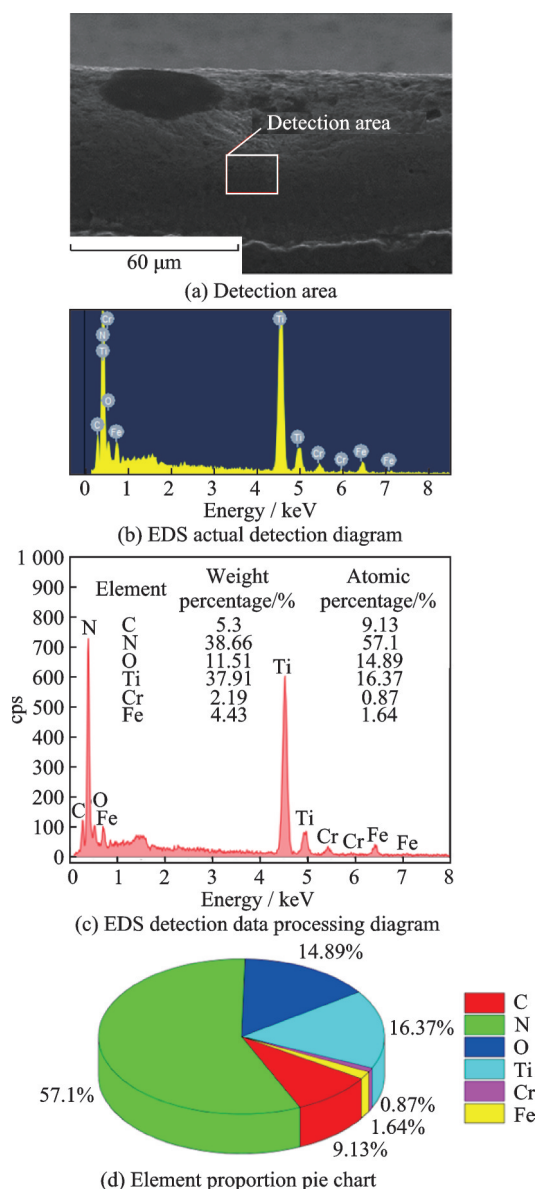 Detection area
60 μm
(a) Detection area
Cr
N
Ti
O
C
Fe
Ti
Ti
Cr
Cr
Fe
Fe
0 1 2 3 4 5 6 7 8
Energy / keV
(b) EDS actual detection diagram
1 000
900
800
700
600
500
400
300
200
100
0
cps
Element Weight percentage/% Atomic percentage/%
C 5.3 9.13
N 38.66 57.1
O 11.51 14.89
Ti 37.91 16.37
Cr 2.19 0.87
Fe 4.43 1.64
N
Ti
C
O
Fe
Ti
Cr
Cr
Fe
Fe
0 1 2 3 4 5 6 7 8
Energy / keV
(c) EDS detection data processing diagram
14.89%
16.37%
0.87%
1.64%
9.13%
57.1%
C
N
O
Ti
Cr
Fe
(d) Element proportion pie chart